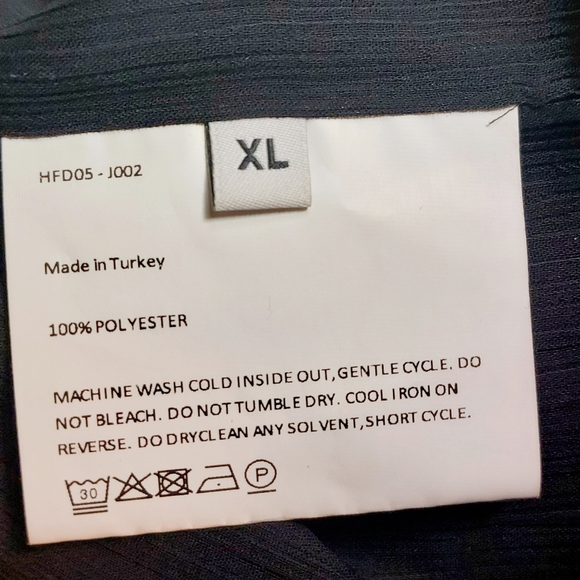 XL
HFD05 - J002
Made in Turkey
100% POLYESTER
MACHINE WASH COLD INSIDE OUT, GENTLE CYCLE. DO
NOT BLEACH. DO NOT TUMBLE DRY. COOL IRON ON
REVERSE. DO DRYCLEAN ANY SOLVENT, SHORT CYCLE.
30 P